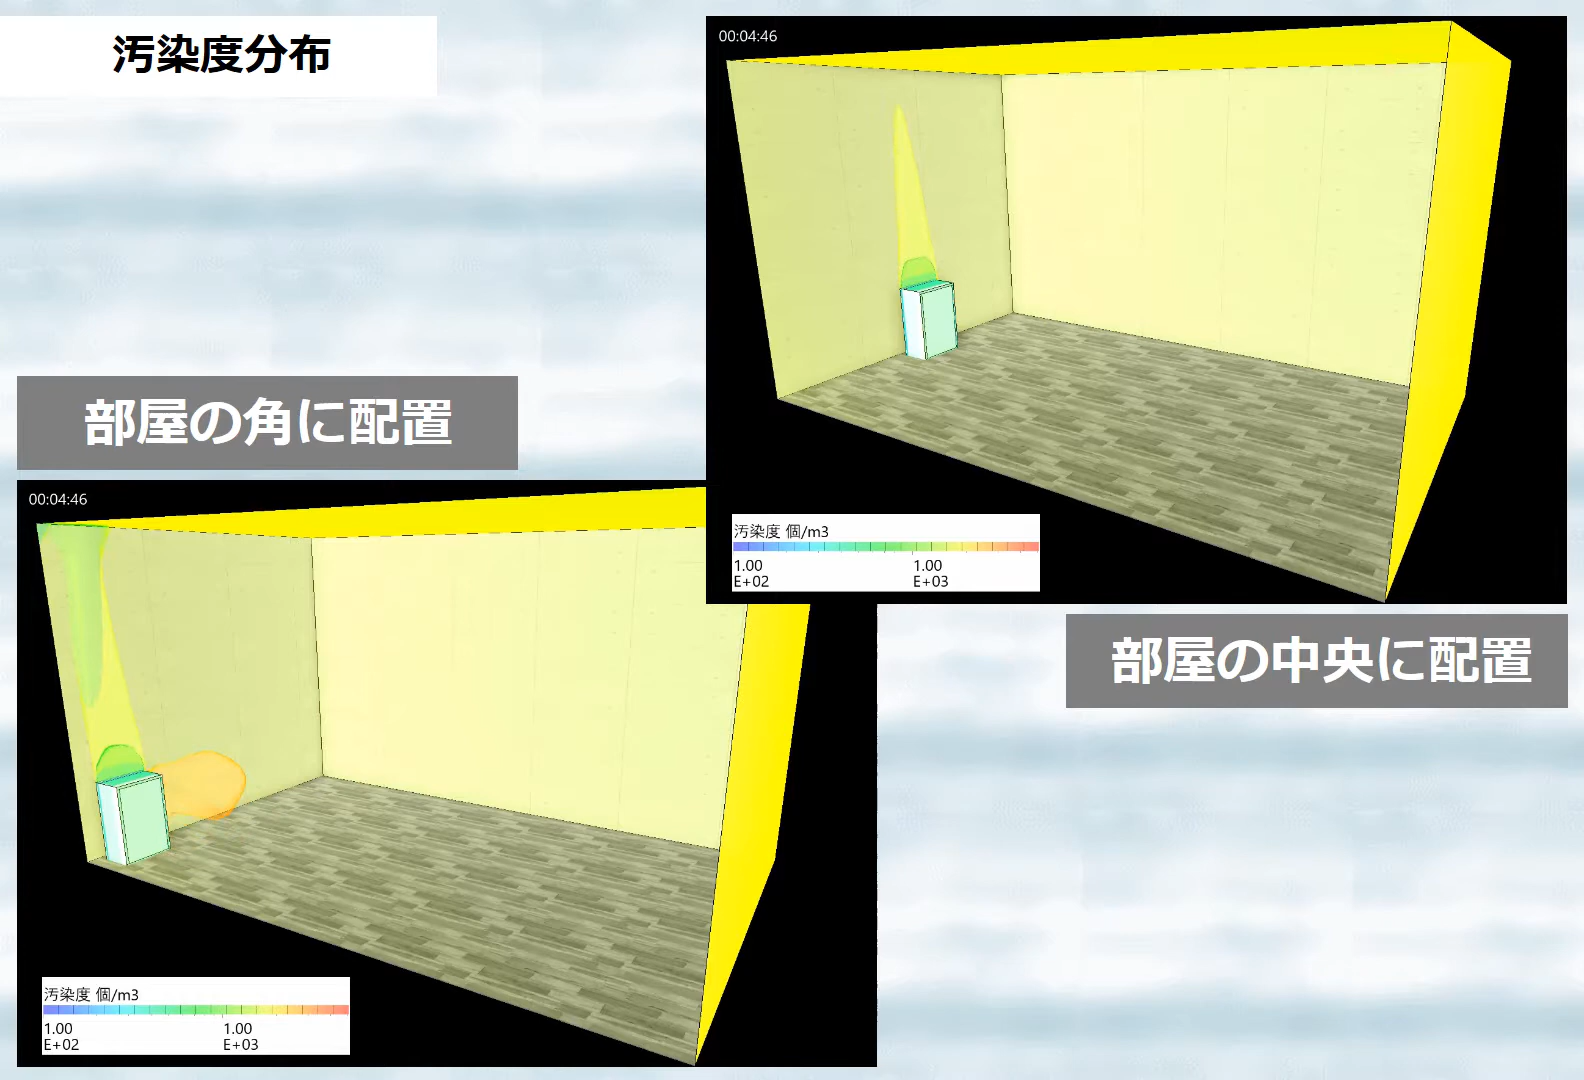 汚染度分布
00:04:46
汚染度 個/m3
1.00 1.00
E+02 E+03
部屋の中央に配置
部屋の角に配置
00:04:46
汚染度 個/m3
1.00 1.00
E+02 E+03